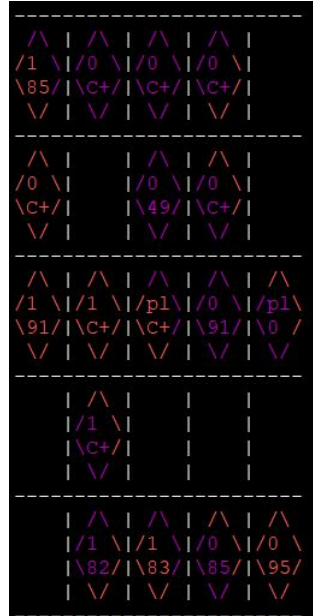 -----------------------------
 /\  | /\  | /\  | /\  |
/1  \|/0  \|/0  \|/0  \|
\85/|\C+/|\C+/|\C+/|
 \/  | \/  | \/  | \/  |
-----------------------------
 /\  |     | /\  | /\  |
/0  \|     |/0  \|/0  \|
\C+/|     |\49/|\C+/|
 \/  |     | \/  | \/  |
-----------------------------
 /\  | /\  | /\  | /\  | /\
/1  \|/1  \|/pl\|/0  \|/pl\
\91/|\C+/|\C+/|\91/|\0  /
 \/  | \/  | \/  | \/  | \/
-----------------------------
     | /\  |     |     |
     |/1  \|     |     |
     |\C+/|     |     |
     | \/  |     |     |
-----------------------------
     | /\  | /\  | /\  | /\
     |/1  \|/1  \|/0  \|/0  \
     |\82/|\83/|\85/|\95/
     | \/  | \/  | \/  | \/
-----------------------------